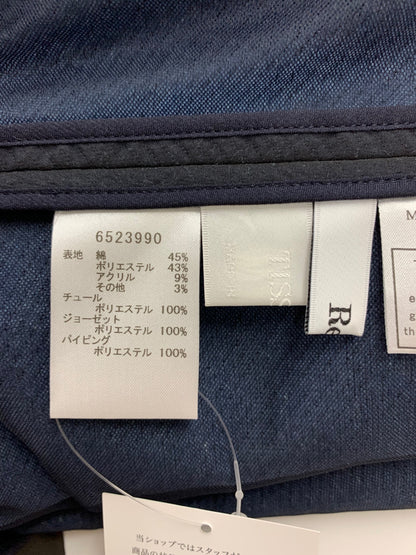 6523990
表地 綿 45%
ポリエステル 43%
アクリル 9%
その他 3%
チュール
ポリエステル 100%
ジョーゼット
ポリエステル 100%
パイピング
ポリエステル 100%
Re
M
当ショップではスタッフ